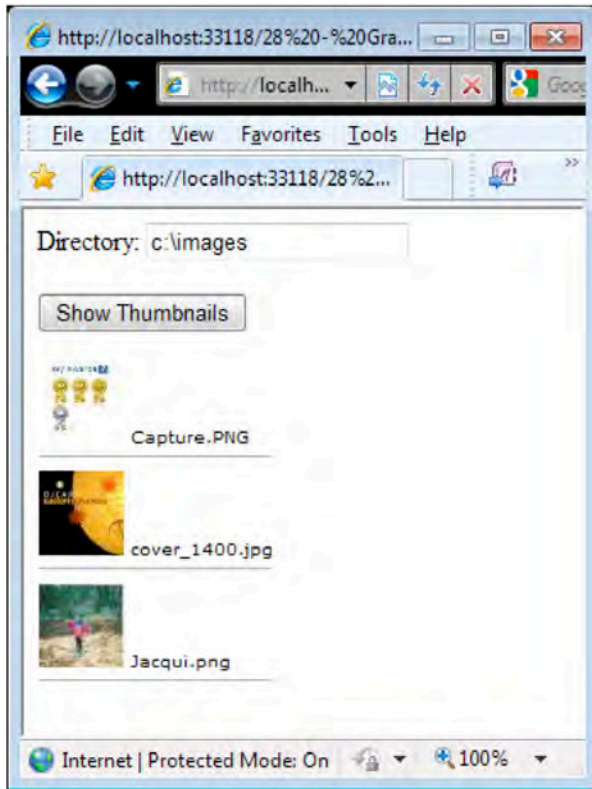 http://localhost:33118/28%20-%20Gra...
http://localh...
Goo
File Edit View Favorites Tools Help
http://localhost:33118/28%2...
Directory: c:\images
Show Thumbnails
Capture.PNG
cover_1400.jpg
Jacqui.png
Internet | Protected Mode: On
100%